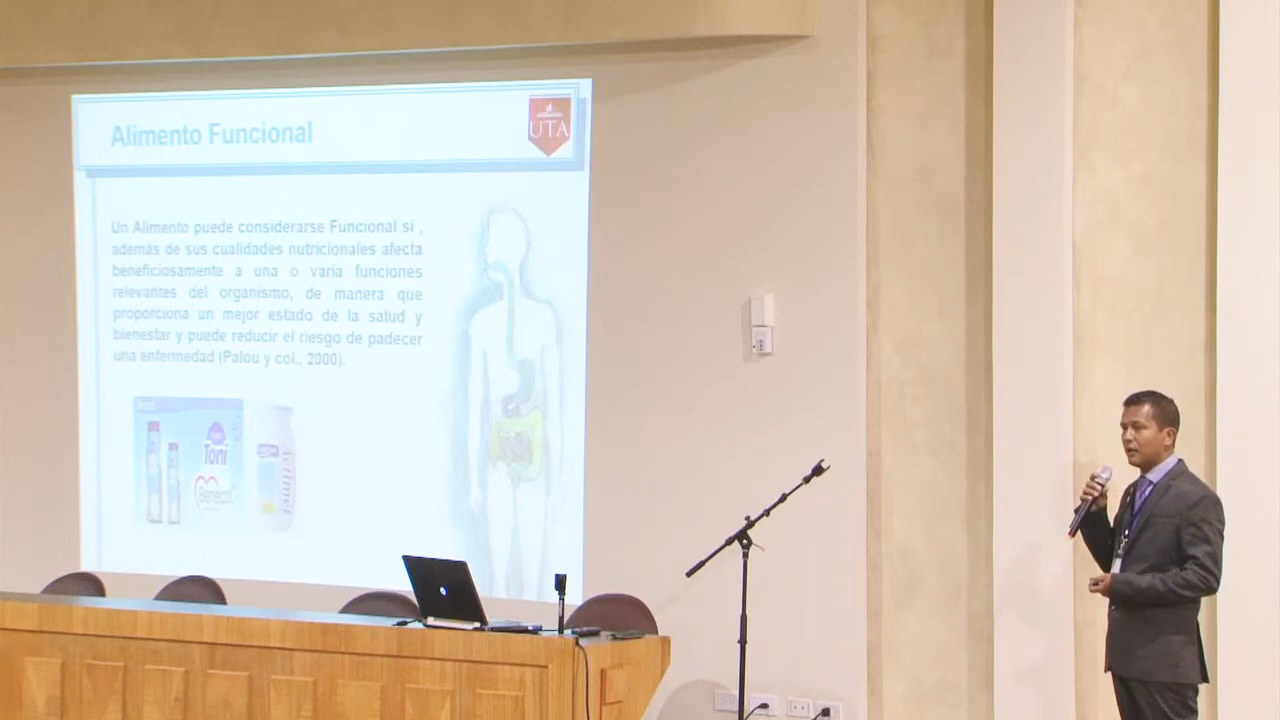 Alimento Funcional
UTA
Un Alimento puede considerarse Funcional si ,
además de sus cualidades nutricionales afecta
beneficiosamente a una o varia funciones
relevantes del organismo, de manera que
proporciona un mejor estado de la salud y
bienestar y puede reducir el riesgo de padecer
una enfermedad (Palou y col., 2000).
Toni